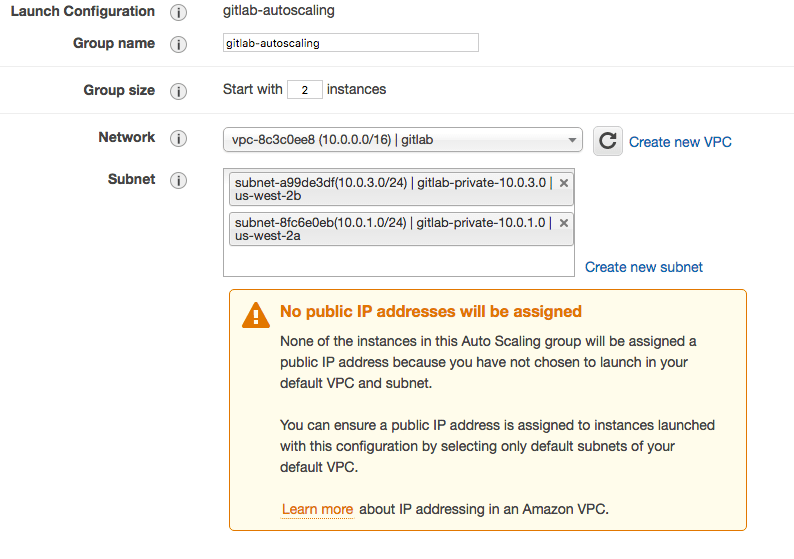 Launch Configuration i gitlab-autoscaling
Group name i gitlab-autoscaling
Group size i Start with 2 instances
Network i vpc-8c3c0ee8 (10.0.0.0/16) | gitlab Create new VPC
Subnet i subnet-a99de3df(10.0.3.0/24) | gitlab-private-10.0.3.0 | ×
us-west-2b
subnet-8fc6e0eb(10.0.1.0/24) | gitlab-private-10.0.1.0 | ×
us-west-2a
Create new subnet
No public IP addresses will be assigned
None of the instances in this Auto Scaling group will be assigned a
public IP address because you have not chosen to launch in your
default VPC and subnet.
You can ensure a public IP address is assigned to instances launched
with this configuration by selecting only default subnets of your
default VPC.
Learn more about IP addressing in an Amazon VPC.